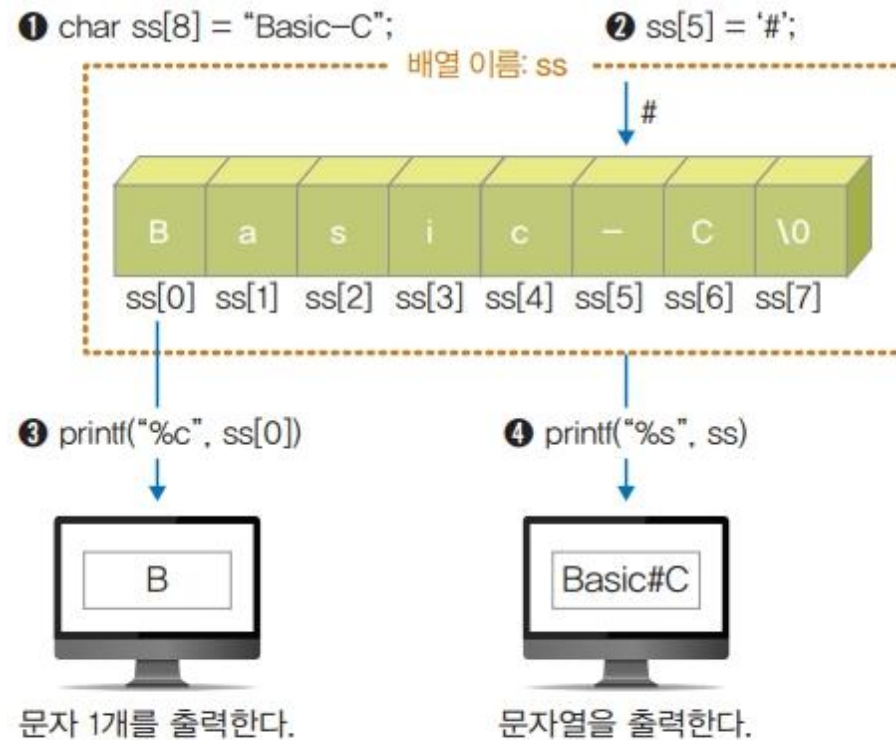 ❶ char ss[8] = “Basic−C”; ❷ ss[5] = ‘#’;
배열 이름: ss
#
B a s i c − C \0
ss[0] ss[1] ss[2] ss[3] ss[4] ss[5] ss[6] ss[7]
❸ printf(“%c”, ss[0]) ❹ printf(“%s”, ss)
B Basic#C
문자 1개를 출력한다. 문자열을 출력한다.